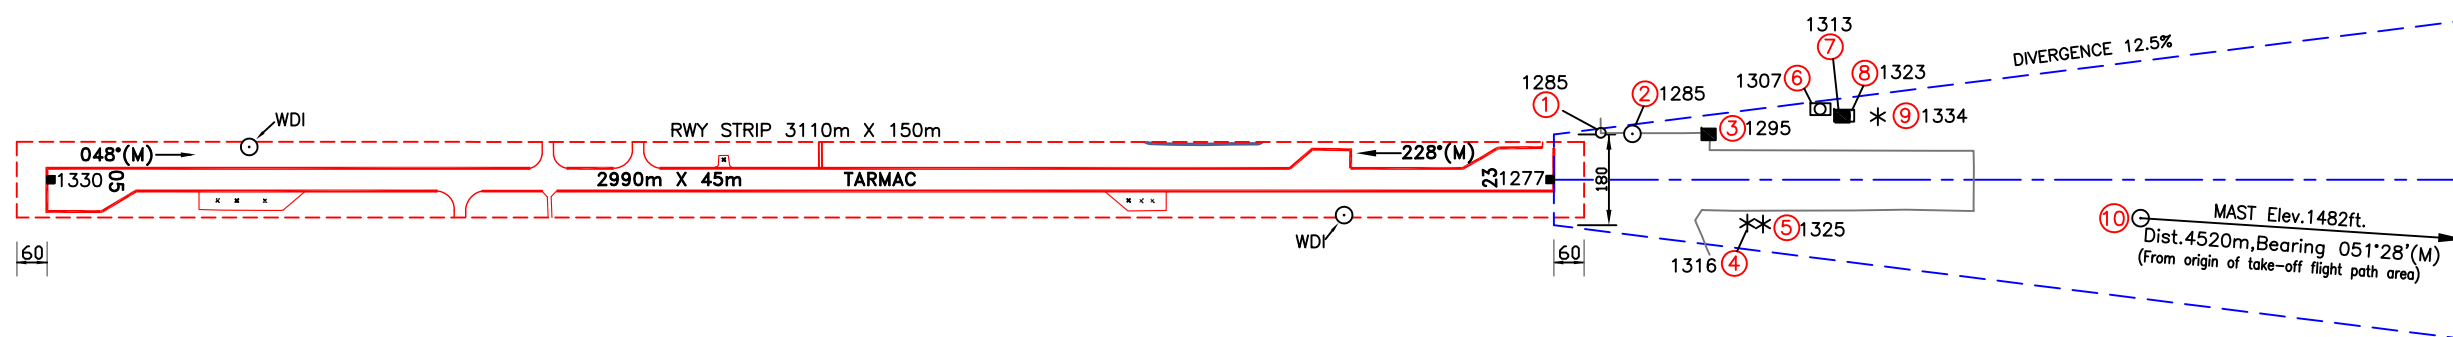 1313
7
DIVERGENCE 12.5%
1285
1
2 1285
1307 6
8 1323
9 1334
3 1295
WDI
RWY STRIP 3110m X 150m
048°(M)
228°(M)
1330
05
2990m X 45m
TARMAC
23
1277
180
WDI
5 1325
1316 4
10
MAST Elev.1482ft.
Dist.4520m,Bearing 051°28'(M)
(From origin of take-off flight path area)
60
60